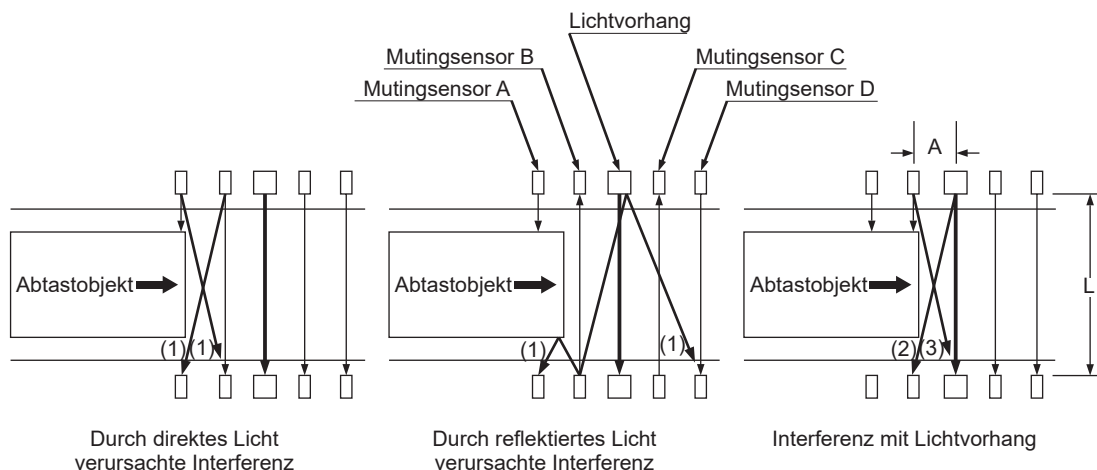 Lichtvorhang
Mutingsensor B
Mutingsensor C
Mutingsensor A
Mutingsensor D
A
Abtastobjekt
(1) (1)
Abtastobjekt
(1)
(1)
Abtastobjekt
(2) (3)
L
Durch direktes Licht
verursachte Interferenz
Durch reflektiertes Licht
verursachte Interferenz
Interferenz mit Lichtvorhang